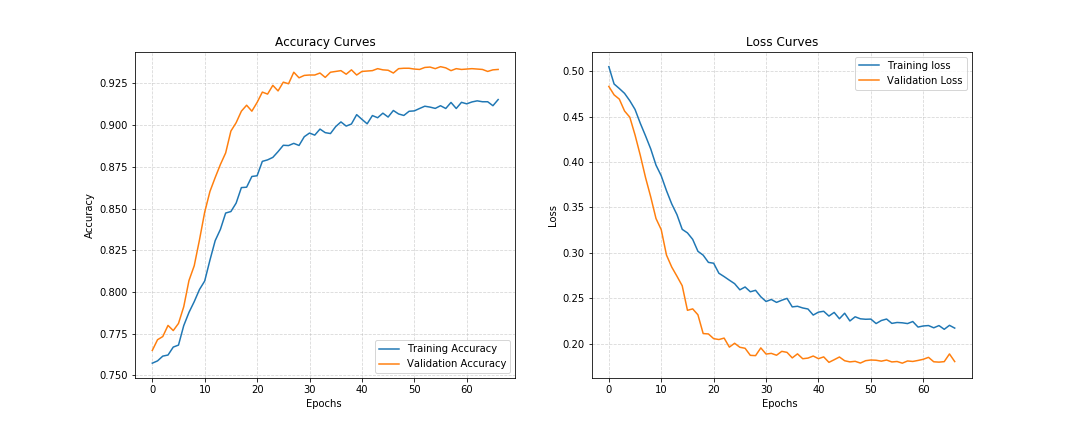 Accuracy Curves
Accuracy
0.925
0.900
0.875
0.850
0.825
0.800
0.775
0.750
Training Accuracy
Validation Accuracy
0 10 20 30 40 50 60
Epochs
Loss Curves
Loss
0.50
0.45
0.40
0.35
0.30
0.25
0.20
Training loss
Validation Loss
0 10 20 30 40 50 60
Epochs